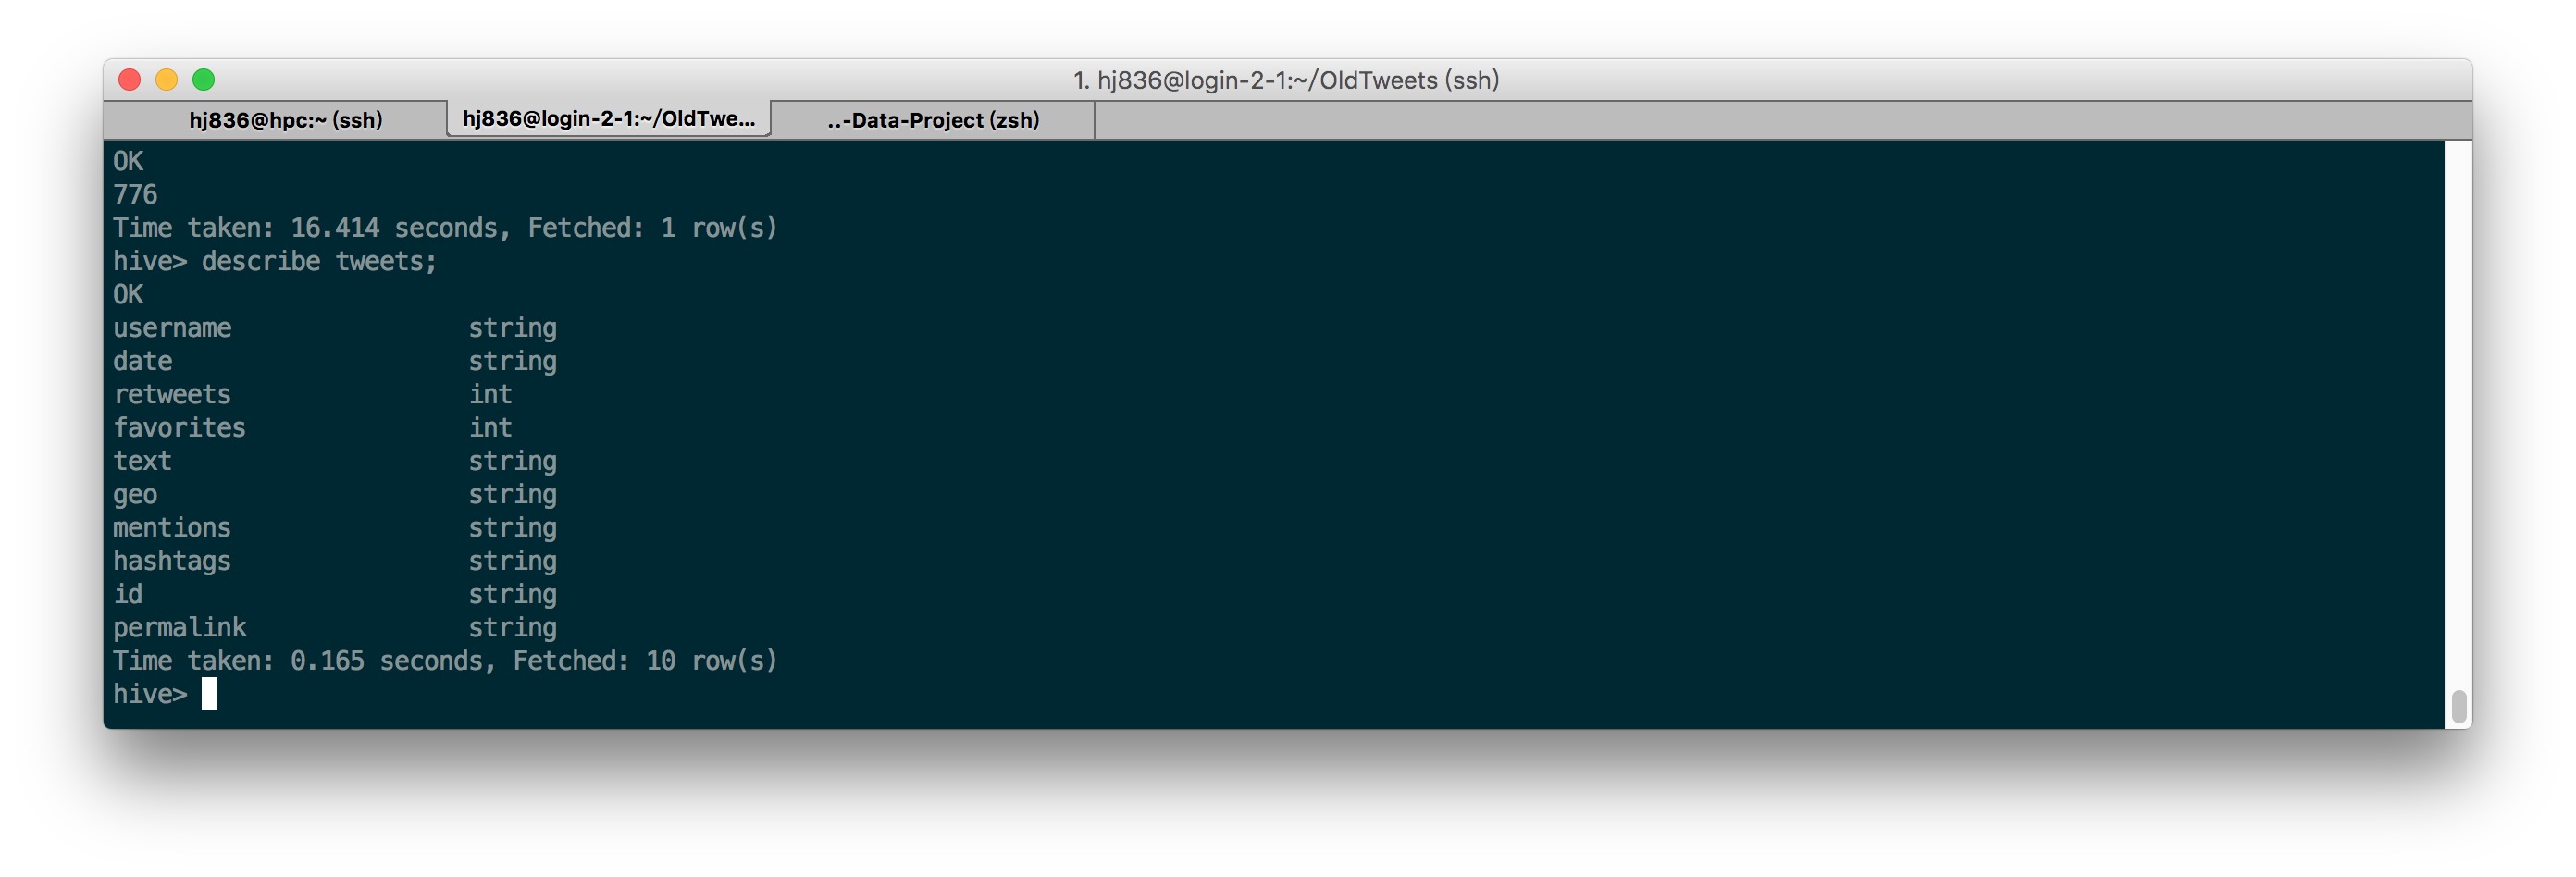 1. hj836@login-2-1:~/OldTweets (ssh)
hj836@hpc:~ (ssh) hj836@login-2-1:~/OldTwe... ..-Data-Project (zsh)
OK
776
Time taken: 16.414 seconds, Fetched: 1 row(s)
hive> describe tweets;
OK
username string
date string
retweets int
favorites int
text string
geo string
mentions string
hashtags string
id string
permalink string
Time taken: 0.165 seconds, Fetched: 10 row(s)
hive>